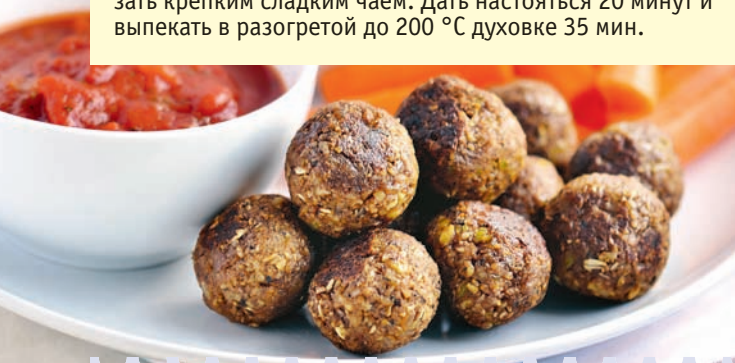 зать крепким сладким чаем. Дать настояться 20 минут и
выпекать в разогретой до 200 °С духовке 35 мин.